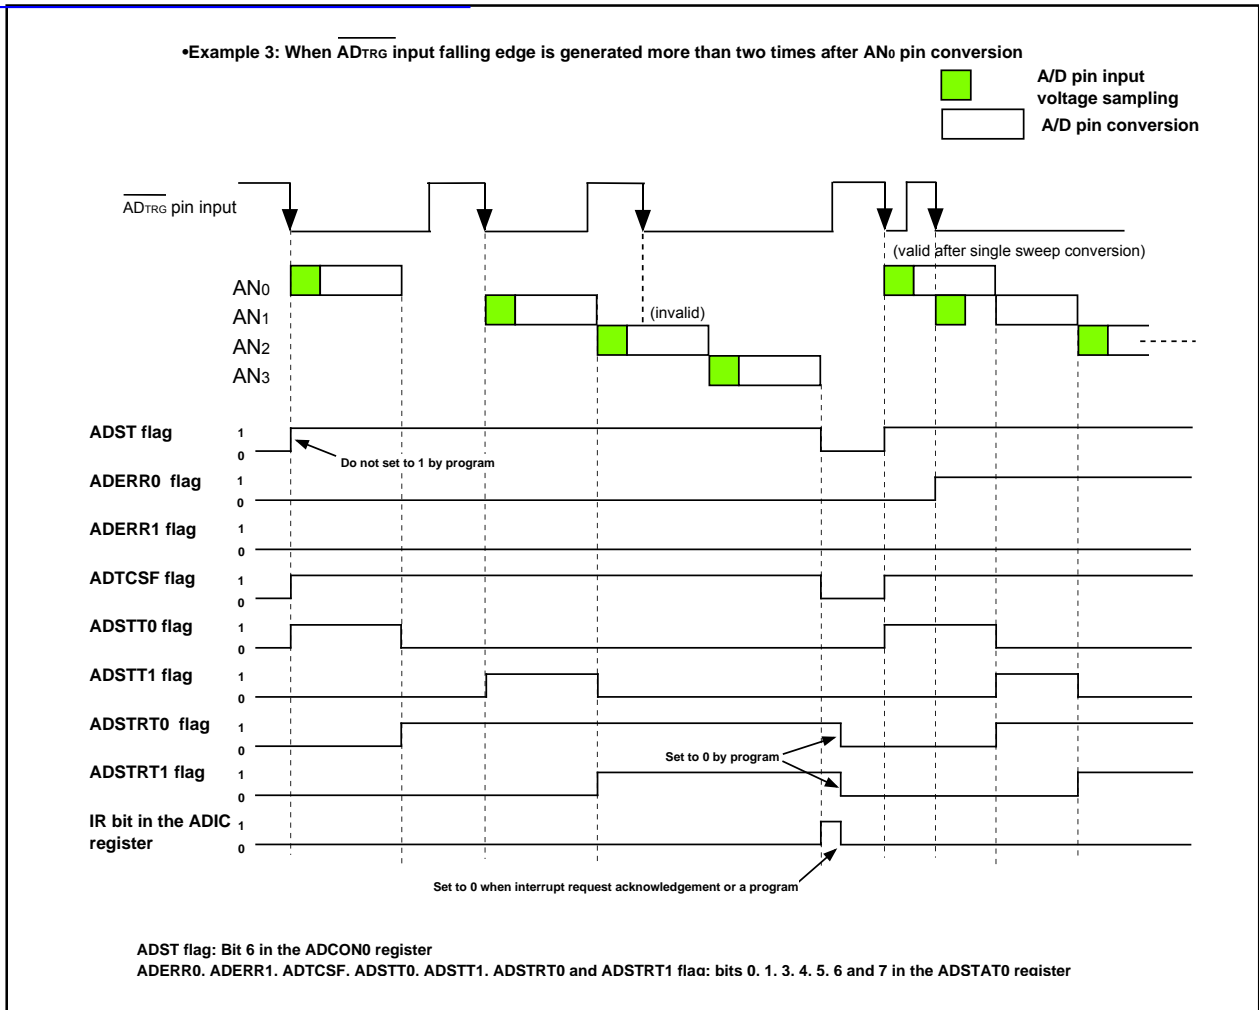 •Example 3: When ADTRG input falling edge is generated more than two times after AN0 pin conversion
A/D pin input
voltage sampling
A/D pin conversion
ADTRG pin input
(valid after single sweep conversion)
AN0
AN1
(invalid)
AN2
AN3
ADST flag
1
0
Do not set to 1 by program
ADERR0 flag
1
0
ADERR1 flag
1
0
ADTCSF flag
1
0
ADSTT0 flag
1
0
ADSTT1 flag
1
0
ADSTRT0 flag
1
0
Set to 0 by program
ADSTRT1 flag
1
0
IR bit in the ADIC
register
1
0
Set to 0 when interrupt request acknowledgement or a program
ADST flag: Bit 6 in the ADCON0 register
ADERR0, ADERR1, ADTCSF, ADSTT0, ADSTT1, ADSTRT0 and ADSTRT1 flag: bits 0, 1, 3, 4, 5, 6 and 7 in the ADSTAT0 register